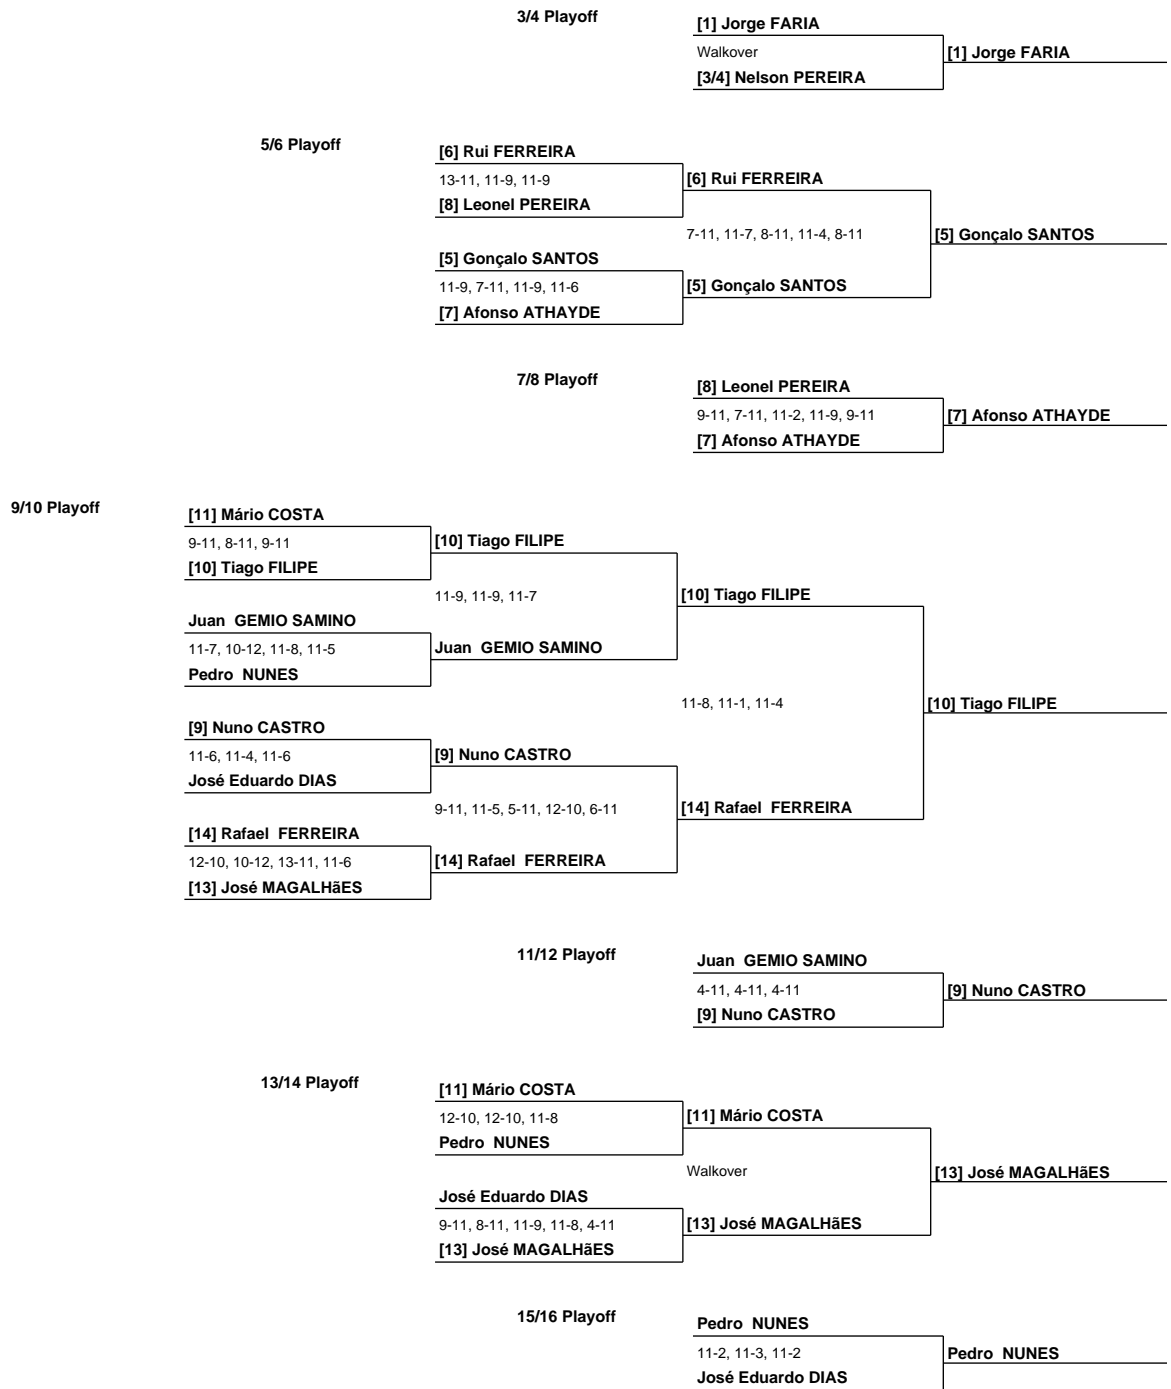 3/4 Playoff
[1] Jorge FARIA
Walkover
[1] Jorge FARIA
[3/4] Nelson PEREIRA
5/6 Playoff
[6] Rui FERREIRA
13-11, 11-9, 11-9
[6] Rui FERREIRA
[8] Leonel PEREIRA
7-11, 11-7, 8-11, 11-4, 8-11
[5] Gonçalo SANTOS
[5] Gonçalo SANTOS
11-9, 7-11, 11-9, 11-6
[5] Gonçalo SANTOS
[7] Afonso ATHAYDE
7/8 Playoff
[8] Leonel PEREIRA
9-11, 7-11, 11-2, 11-9, 9-11
[7] Afonso ATHAYDE
[7] Afonso ATHAYDE
9/10 Playoff
[11] Mário COSTA
9-11, 8-11, 9-11
[10] Tiago FILIPE
[10] Tiago FILIPE
11-9, 11-9, 11-7
[10] Tiago FILIPE
Juan GEMIO SAMINO
11-7, 10-12, 11-8, 11-5
Juan GEMIO SAMINO
Pedro NUNES
11-8, 11-1, 11-4
[10] Tiago FILIPE
[9] Nuno CASTRO
11-6, 11-4, 11-6
[9] Nuno CASTRO
José Eduardo DIAS
9-11, 11-5, 5-11, 12-10, 6-11
[14] Rafael FERREIRA
[14] Rafael FERREIRA
12-10, 10-12, 13-11, 11-6
[14] Rafael FERREIRA
[13] José MAGALHãES
11/12 Playoff
Juan GEMIO SAMINO
4-11, 4-11, 4-11
[9] Nuno CASTRO
[9] Nuno CASTRO
13/14 Playoff
[11] Mário COSTA
12-10, 12-10, 11-8
[11] Mário COSTA
Pedro NUNES
Walkover
[13] José MAGALHãES
José Eduardo DIAS
9-11, 8-11, 11-9, 11-8, 4-11
[13] José MAGALHãES
[13] José MAGALHãES
15/16 Playoff
Pedro NUNES
11-2, 11-3, 11-2
Pedro NUNES
José Eduardo DIAS